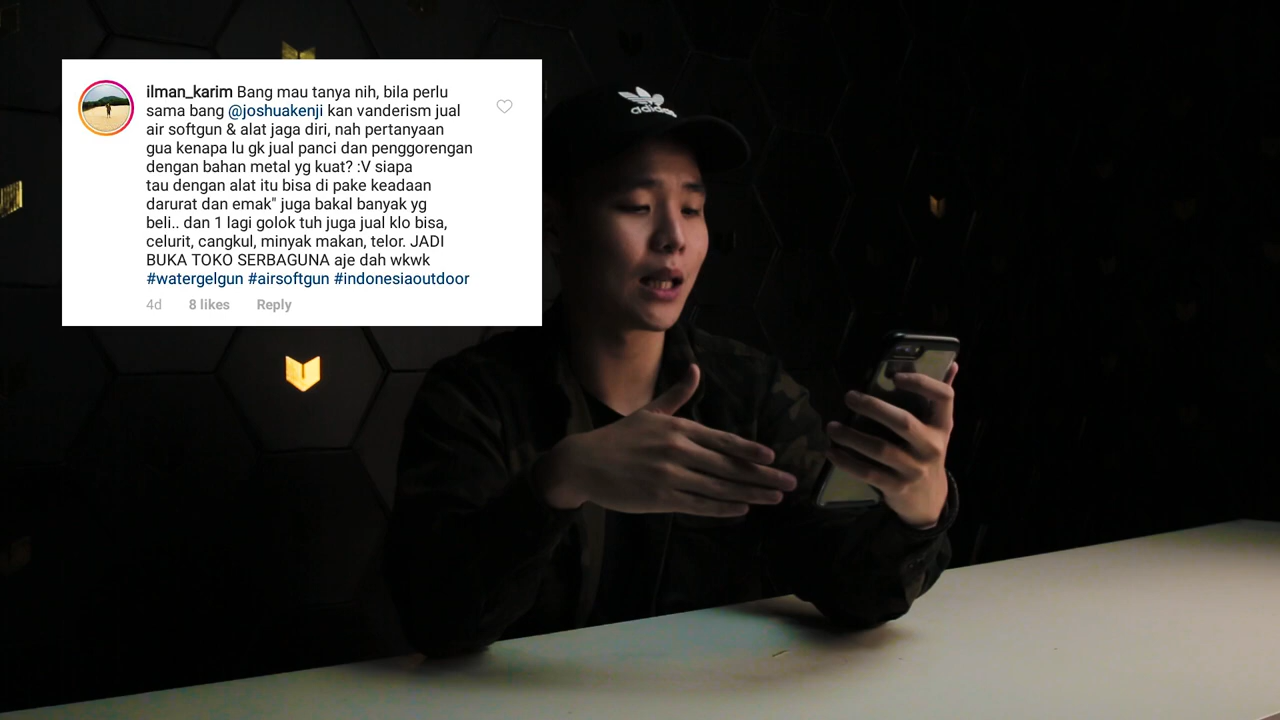 ilman_karim Bang mau tanya nih, bila perlu
sama bang @joshuakenji kan vanderism jual
air softgun & alat jaga diri, nah pertanyaan
gua kenapa lu gk jual panci dan penggorengan
dengan bahan metal yg kuat? :V siapa
tau dengan alat itu bisa di pake keadaan
darurat dan emak" juga bakal banyak yg
beli.. dan 1 lagi golok tuh juga jual klo bisa,
celurit, cangkul, minyak makan, telor. JADI
BUKA TOKO SERBAGUNA aje dah wkwk
#watergelgun #airsoftgun #indonesiaoutdoor
4d 8 likes Reply
adidas